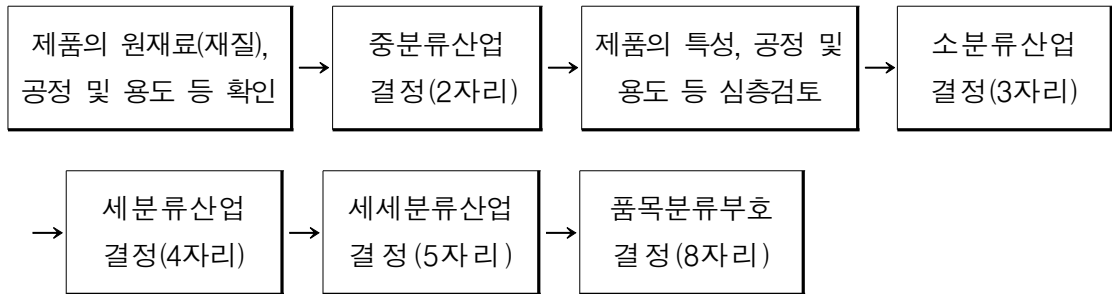 제품의 원재료(재질),
공정 및 용도 등 확인
→
중분류산업
결정(2자리)
→
제품의 특성, 공정 및
용도 등 심층검토
→
소분류산업
결정(3자리)
→
세분류산업
결정(4자리)
→
세세분류산업
결정(5자리)
→
품목분류부호
결정(8자리)